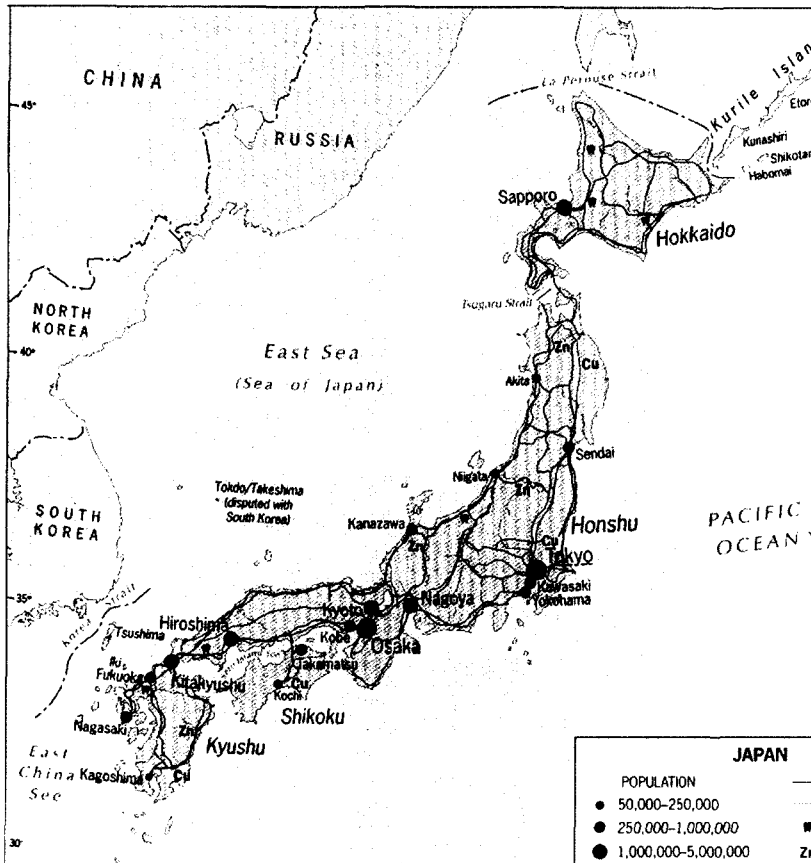 CHINA
RUSSIA
45°
La Perouse Strait
Kurile Islan
Etor
Kunashiri
Shikotan
Habomai
Sapporo
Hokkaido
NORTH
KOREA
Tsugaru Strait
40°
East Sea
(Sea of Japan)
Zn
Cu
Akita
Sendai
Niigata
Zn
SOUTH
KOREA
Tokdo/Takeshima
(disputed with
South Korea)
Kanazawa
Zn
Honshu
PACIFIC
OCEAN
Cu
Tokyo
Kawasaki
Yokohama
35°
Korea Strait
Tsushima
Hiroshima
Kyoto
Nagoya
Kobe
Osaka
Iki
Fukuoka
Kitakyushu
Takamatsu
Cu
Kochi
Shikoku
Nagasaki
Zn
Kyushu
East
China
See
Kagoshima
Cu
30°
JAPAN
POPULATION
50,000–250,000
250,000–1,000,000
1,000,000–5,000,000
Zn